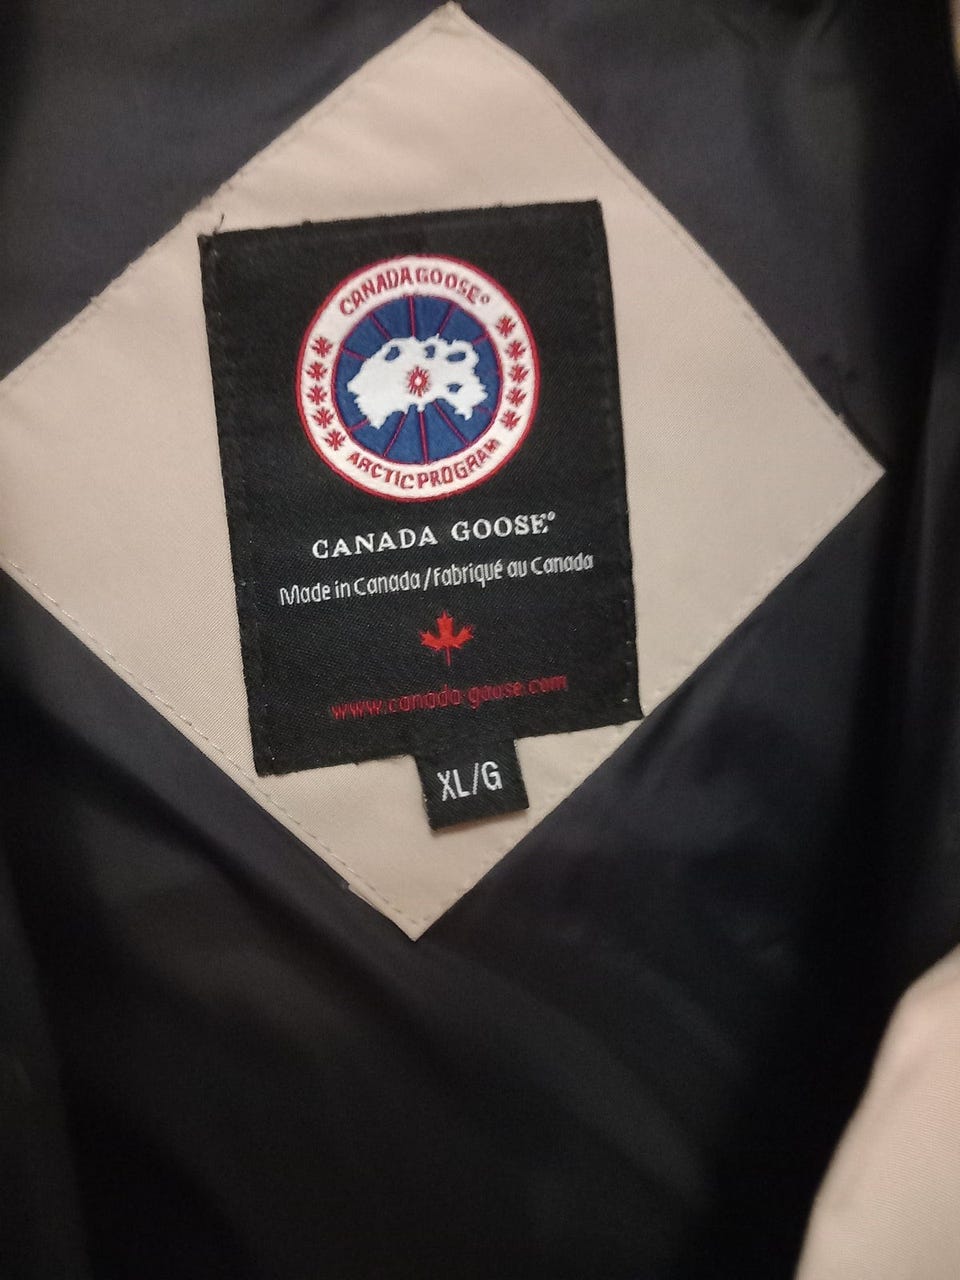 CANADA GOOSE®
ARCTIC PROGRAM
CANADA GOOSE®
Made in Canada/Fabriqué au Canada
www.canada-goose.com
XL/G